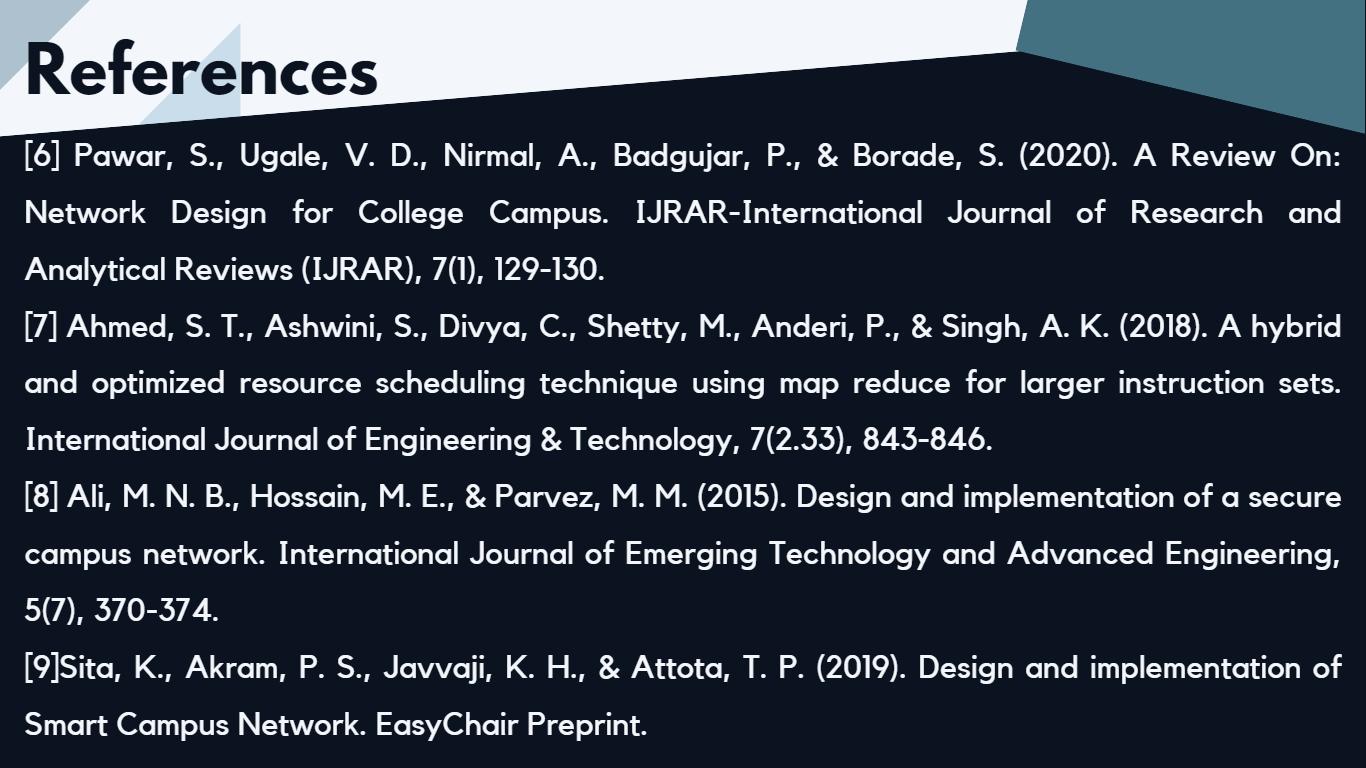 References
[6] Pawar, S., Ugale, V. D., Nirmal, A., Badgujar, P., & Borade, S. (2020). A Review On:
Network Design for College Campus. IJRAR-International Journal of Research and
Analytical Reviews (IJRAR), 7(1), 129-130.
[7] Ahmed, S. T., Ashwini, S., Divya, C., Shetty, M., Anderi, P., & Singh, A. K. (2018). A hybrid
and optimized resource scheduling technique using map reduce for larger instruction sets.
International Journal of Engineering & Technology, 7(2.33), 843-846.
[8] Ali, M. N. B., Hossain, M. E., & Parvez, M. M. (2015). Design and implementation of a secure
campus network. International Journal of Emerging Technology and Advanced Engineering,
5(7), 370-374.
[9]Sita, K., Akram, P. S., Javvaji, K. H., & Attota, T. P. (2019). Design and implementation of
Smart Campus Network. EasyChair Preprint.